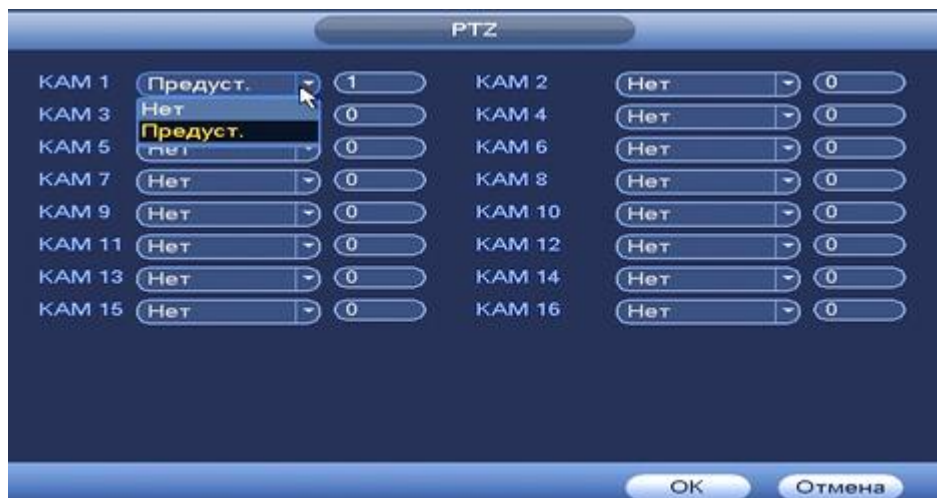 PTZ
КАМ 1 Предуст. 1 КАМ 2 Нет 0
КАМ 3 Нет 0 КАМ 4 Нет 0
Предуст.
КАМ 5 Нет 0 КАМ 6 Нет 0
КАМ 7 Нет 0 КАМ 8 Нет 0
КАМ 9 Нет 0 КАМ 10 Нет 0
КАМ 11 Нет 0 КАМ 12 Нет 0
КАМ 13 Нет 0 КАМ 14 Нет 0
КАМ 15 Нет 0 КАМ 16 Нет 0
ОК Отмена